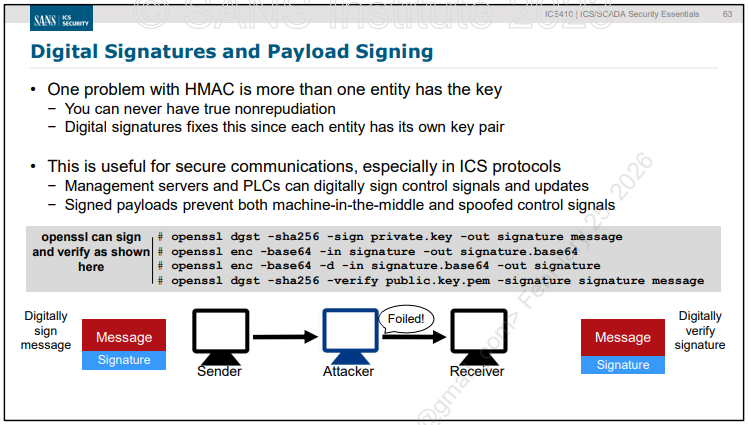 © SANS Institute 2026
SANS ICS SECURITY
ICS410 | ICS/SCADA Security Essentials 63
Digital Signatures and Payload Signing
• One problem with HMAC is more than one entity has the key
− You can never have true nonrepudiation
− Digital signatures fixes this since each entity has its own key pair
• This is useful for secure communications, especially in ICS protocols
− Management servers and PLCs can digitally sign control signals and updates
− Signed payloads prevent both machine-in-the-middle and spoofed control signals
openssl can sign
and verify as shown
here
# openssl dgst -sha256 -sign private.key -out signature message
# openssl enc -base64 -in signature -out signature.base64
# openssl enc -base64 -d -in signature.base64 -out signature
# openssl dgst -sha256 -verify public.key.pem -signature signature message
Digitally
sign
message
Message
Signature
Sender
Attacker
Foiled!
Receiver
Message
Signature
Digitally
verify
signature
@gmail.com> February 25, 2026